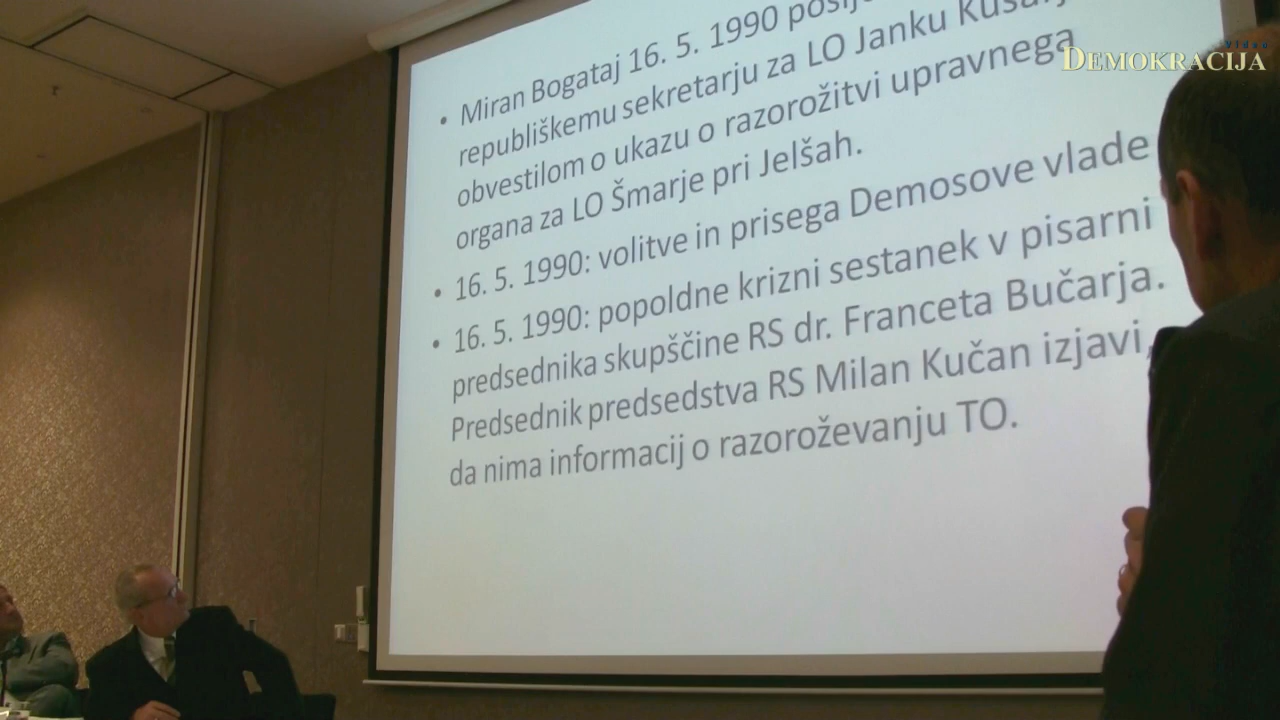 Video
DEMOKRACIJA
• Miran Bogataj 16. 5. 1990
republiškemu sekretarju za LO Janku
obvestilom o ukazu o razorožitvi upravnega
organa za LO Šmarje pri Jelšah.
• 16. 5. 1990: volitve in prisega Demosove vlade
• 16. 5. 1990: popoldne krizni sestanek v pisarni
predsednika skupščine RS dr. Franceta Bučarja.
Predsednik predsedstva RS Milan Kučan izjavi,
da nima informacij o razoroževanju TO.